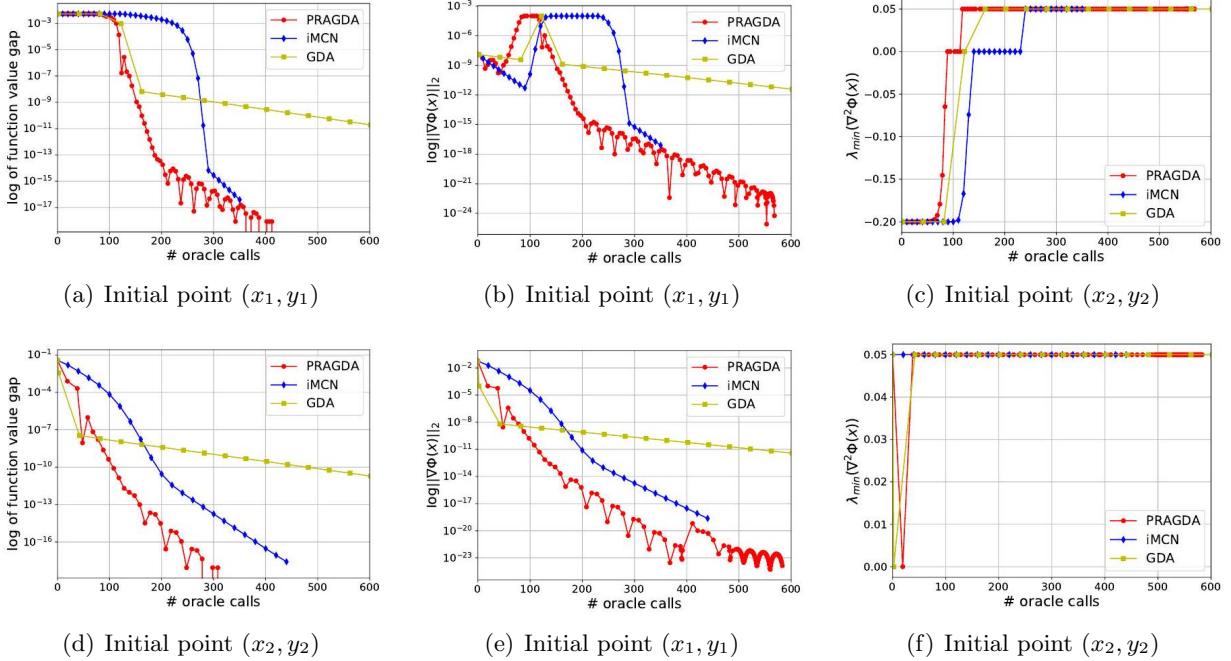 log of function value gap
10⁻³
10⁻⁵
10⁻⁷
10⁻⁹
10⁻¹¹
10⁻¹³
10⁻¹⁵
10⁻¹⁷
PRAGDA
iMCN
GDA
0 100 200 300 400 500 600
# oracle calls
(a) Initial point (x₁, y₁)
log||∇Φ(x)||₂
10⁻³
10⁻⁶
10⁻⁹
10⁻¹²
10⁻¹⁵
10⁻¹⁸
10⁻²¹
10⁻²⁴
PRAGDA
iMCN
GDA
0 100 200 300 400 500 600
# oracle calls
(b) Initial point (x₁, y₁)
λmin(∇²Φ(x))
0.05
0.00
−0.05
−0.10
−0.15
−0.20
PRAGDA
iMCN
GDA
0 100 200 300 400 500 600
# oracle calls
(c) Initial point (x₂, y₂)
log of function value gap
10⁻¹
10⁻⁴
10⁻⁷
10⁻¹⁰
10⁻¹³
10⁻¹⁶
PRAGDA
iMCN
GDA
0 100 200 300 400 500 600
# oracle calls
(d) Initial point (x₂, y₂)
log||∇Φ(x)||₂
10⁻²
10⁻⁵
10⁻⁸
10⁻¹¹
10⁻¹⁴
10⁻¹⁷
10⁻²⁰
10⁻²³
PRAGDA
iMCN
GDA
0 100 200 300 400 500 600
# oracle calls
(e) Initial point (x₁, y₁)
λmin(∇²Φ(x))
0.05
0.04
0.03
0.02
0.01
0.00
PRAGDA
iMCN
GDA
0 100 200 300 400 500 600
# oracle calls
(f) Initial point (x₂, y₂)